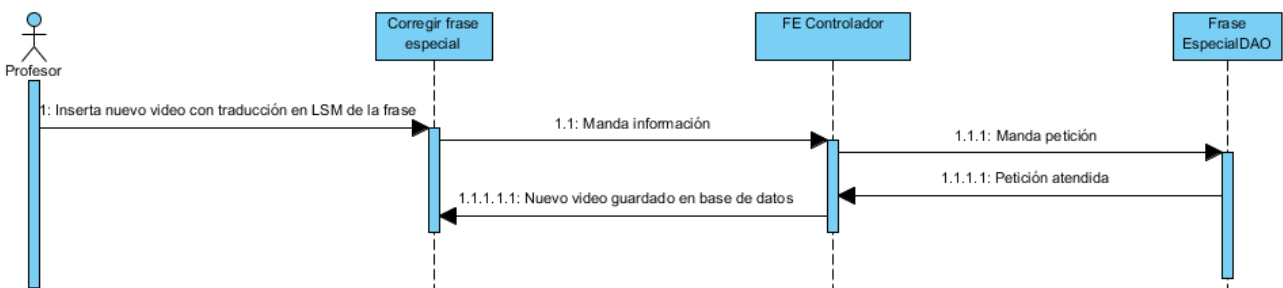 Corregir frase
especial
FE Controlador
Frase
EspecialDAO
Profesor
1: Inserta nuevo video con traducción en LSM de la frase
1.1: Manda información
1.1.1: Manda petición
1.1.1.1: Petición atendida
1.1.1.1.1: Nuevo video guardado en base de datos